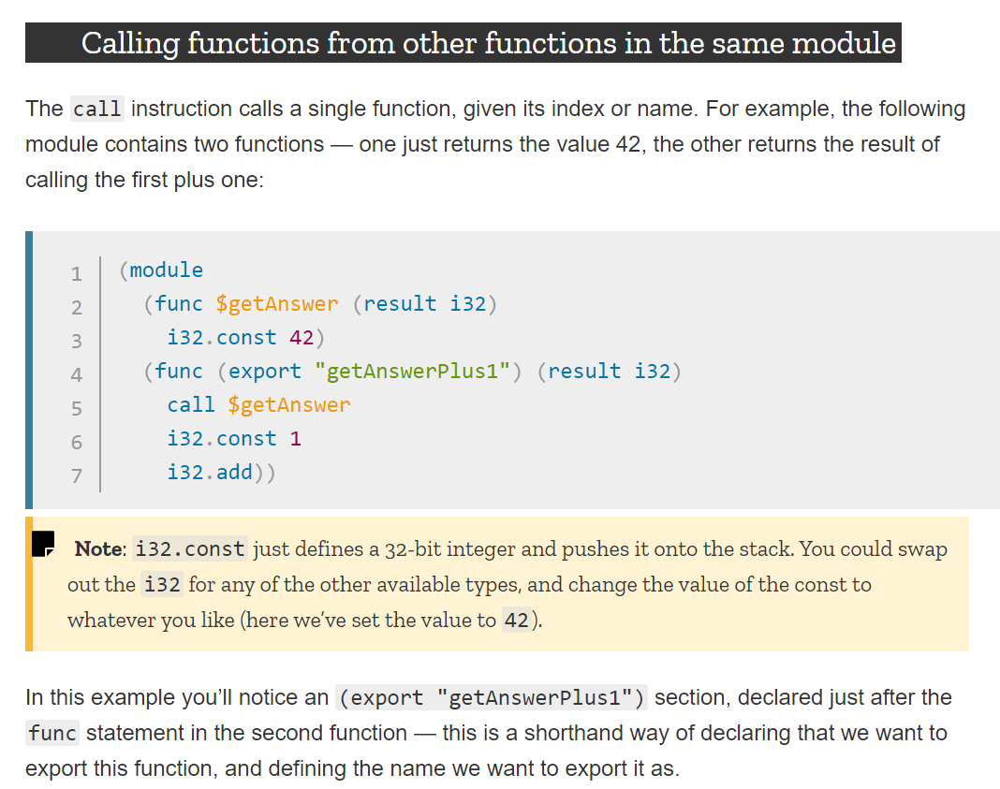 Calling functions from other functions in the same module
The call instruction calls a single function, given its index or name. For example, the following
module contains two functions — one just returns the value 42, the other returns the result of
calling the first plus one:
1 (module
2   (func $getAnswer (result i32)
3     i32.const 42)
4   (func (export "getAnswerPlus1") (result i32)
5     call $getAnswer
6     i32.const 1
7     i32.add))
Note: i32.const just defines a 32-bit integer and pushes it onto the stack. You could swap
out the i32 for any of the other available types, and change the value of the const to
whatever you like (here we’ve set the value to 42).
In this example you’ll notice an (export "getAnswerPlus1") section, declared just after the
func statement in the second function — this is a shorthand way of declaring that we want to
export this function, and defining the name we want to export it as.